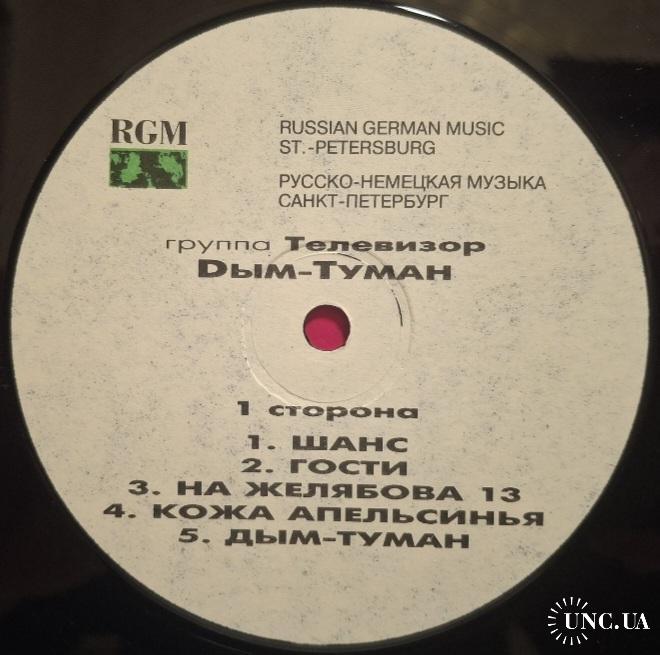 RGM
RUSSIAN GERMAN MUSIC
ST.-PETERSBURG
РУССКО-НЕМЕЦКАЯ МУЗЫКА
САНКТ-ПЕТЕРБУРГ
группа Телевизор
Dым-Туман
1 сторона
1. ШАНС
2. ГОСТИ
3. НА ЖЕЛЯБОВА 13
4. КОЖА АПЕЛЬСИНЬЯ
5. ДЫМ-ТУМАН
UNC.UA